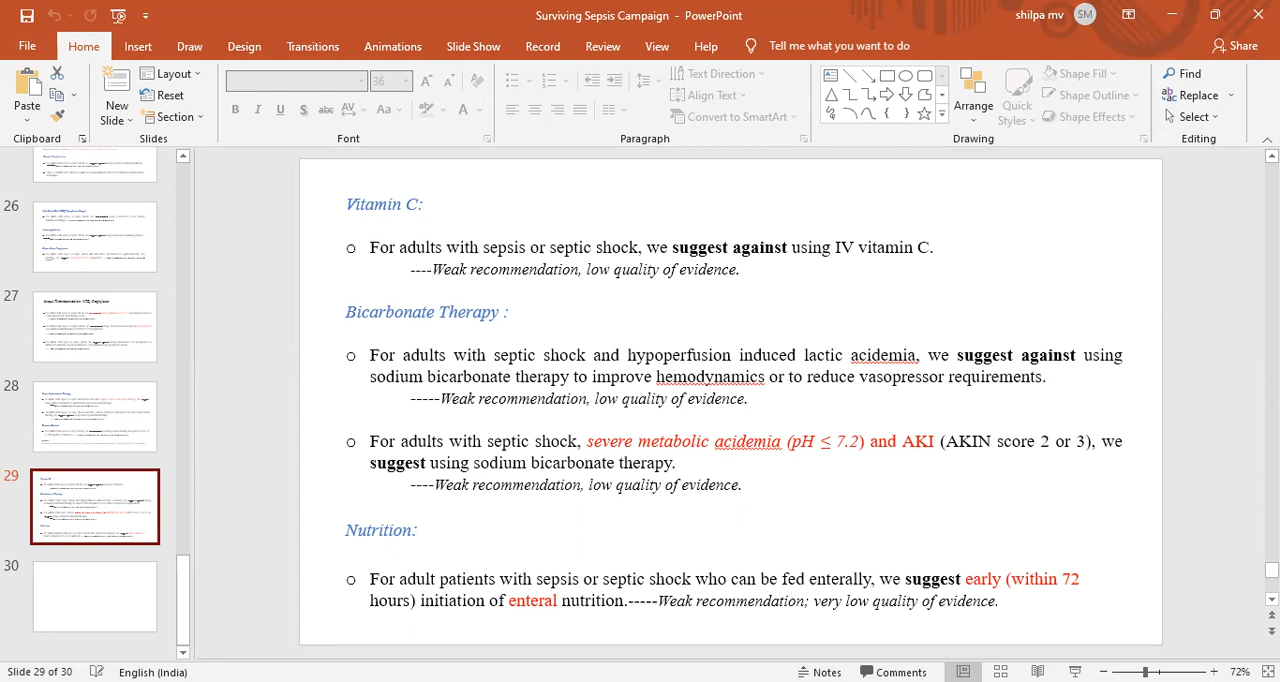 Surviving Sepsis Campaign - PowerPoint
shilpa mv
SM
File Home Insert Draw Design Transitions Animations Slide Show Record Review View Help Tell me what you want to do Share
Paste
Clipboard
New Slide
Layout
Reset
Section
Slides
36
B I U S abc AV Aa A
Font
Text Direction
Align Text
Convert to SmartArt
Paragraph
Arrange
Quick Styles
Shape Fill
Shape Outline
Shape Effects
Drawing
Find
Replace
Select
Editing
26
27
28
29
30
Vitamin C:
o For adults with sepsis or septic shock, we suggest against using IV vitamin C.
----Weak recommendation, low quality of evidence.
Bicarbonate Therapy :
o For adults with septic shock and hypoperfusion induced lactic acidemia, we suggest against using
sodium bicarbonate therapy to improve hemodynamics or to reduce vasopressor requirements.
-----Weak recommendation, low quality of evidence.
o For adults with septic shock, severe metabolic acidemia (pH ≤ 7.2) and AKI (AKIN score 2 or 3), we
suggest using sodium bicarbonate therapy.
----Weak recommendation, low quality of evidence.
Nutrition:
o For adult patients with sepsis or septic shock who can be fed enterally, we suggest early (within 72
hours) initiation of enteral nutrition.-----Weak recommendation; very low quality of evidence.
Slide 29 of 30 English (India) Notes Comments 72%